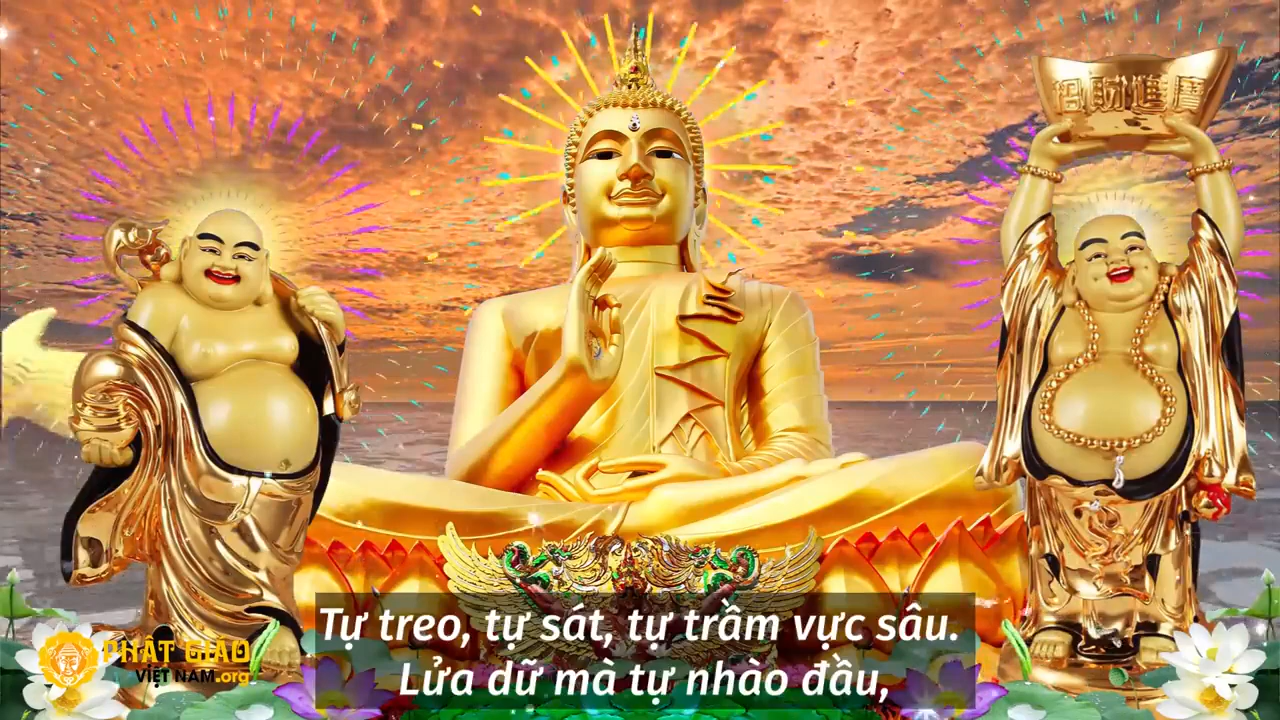 招財進寶
Tự treo, tự sát, tự trầm vực sâu.
Lửa dữ mà tự nhào đầu,
PHẬT GIÁO
VIỆT NAM.org